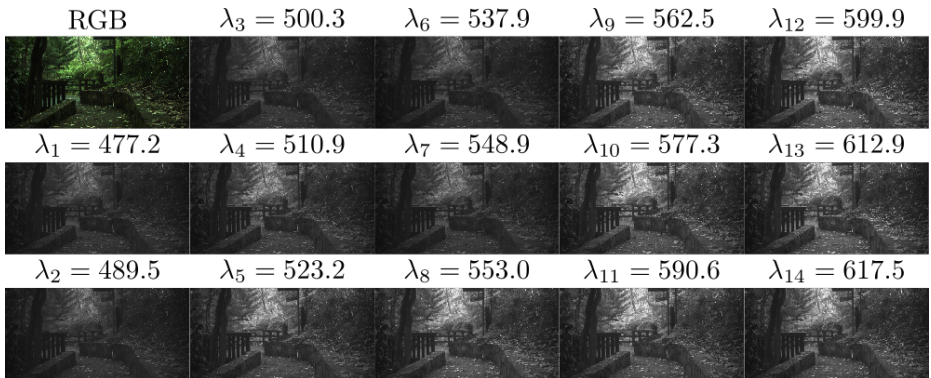 RGB λ₃ = 500.3 λ₆ = 537.9 λ₉ = 562.5 λ₁₂ = 599.9
λ₁ = 477.2 λ₄ = 510.9 λ₇ = 548.9 λ₁₀ = 577.3 λ₁₃ = 612.9
λ₂ = 489.5 λ₅ = 523.2 λ₈ = 553.0 λ₁₁ = 590.6 λ₁₄ = 617.5